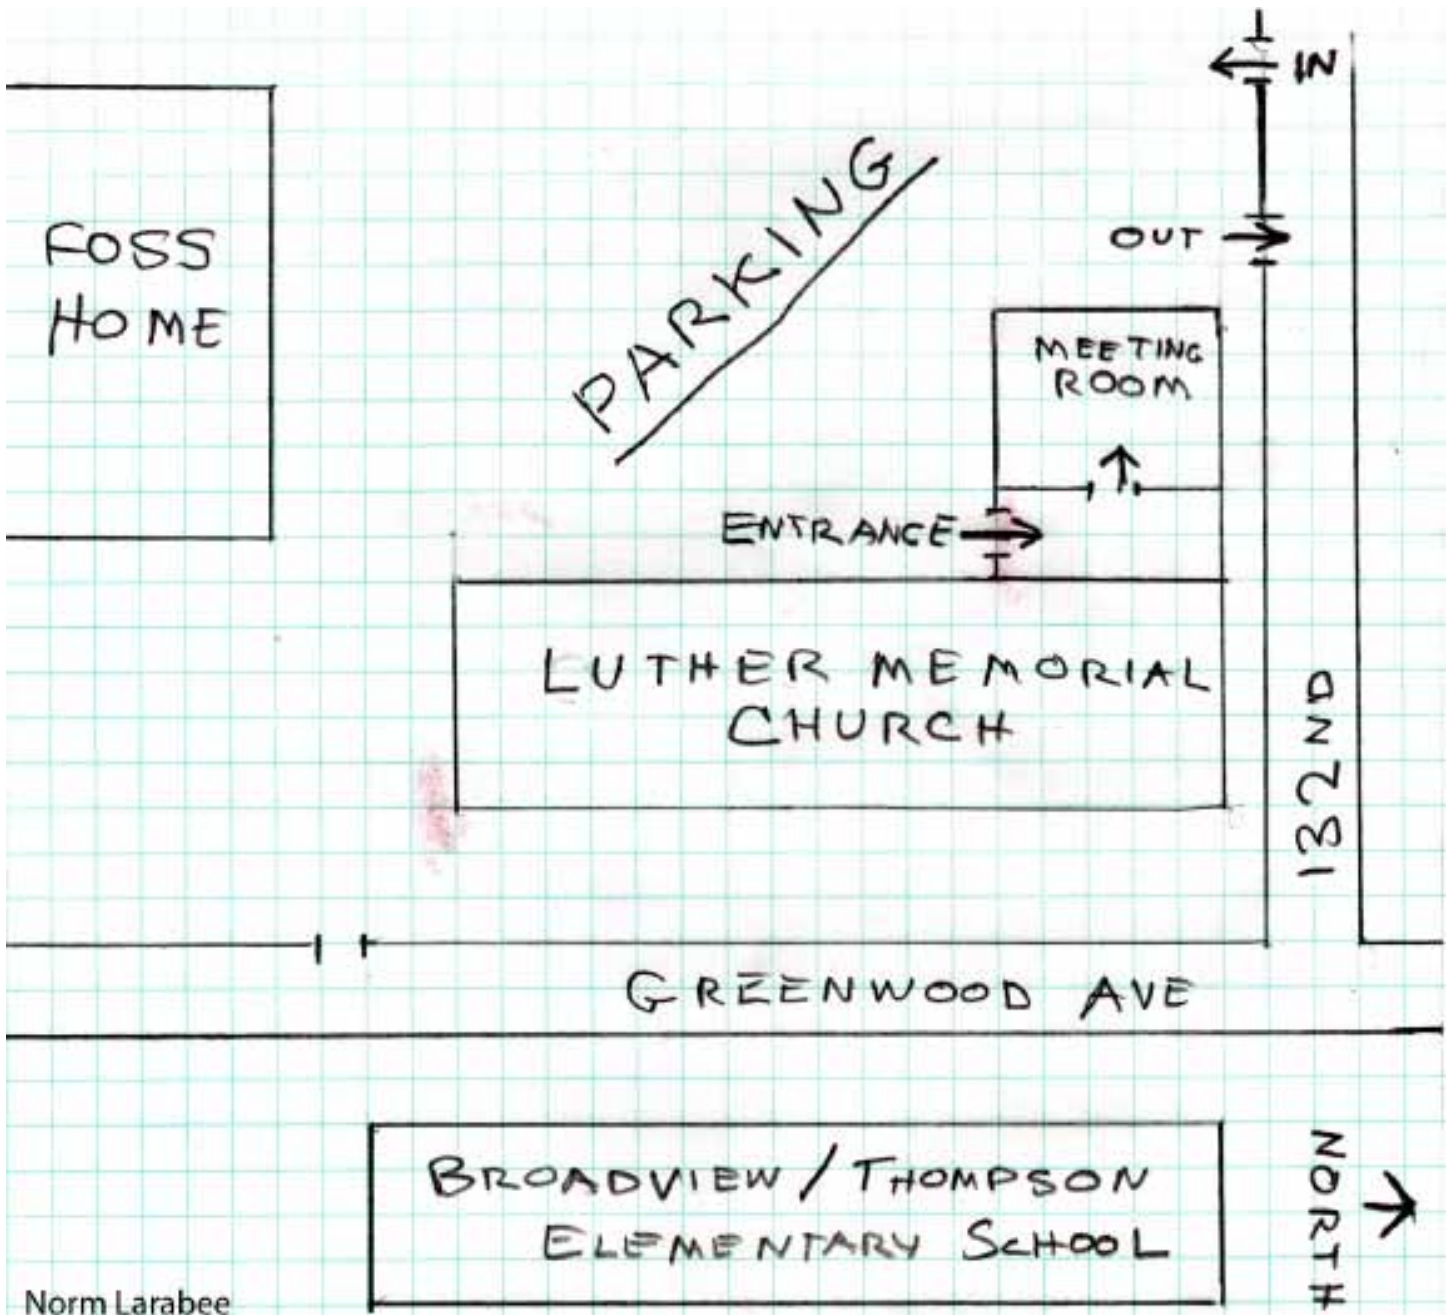 IN
OUT
PARKING
FOSS
HOME
MEETING
ROOM
ENTRANCE
LUTHER MEMORIAL
CHURCH
132ND
GREENWOOD AVE
BROADVIEW / THOMPSON
ELEMENTARY SCHOOL
NORTH
Norm Larabee